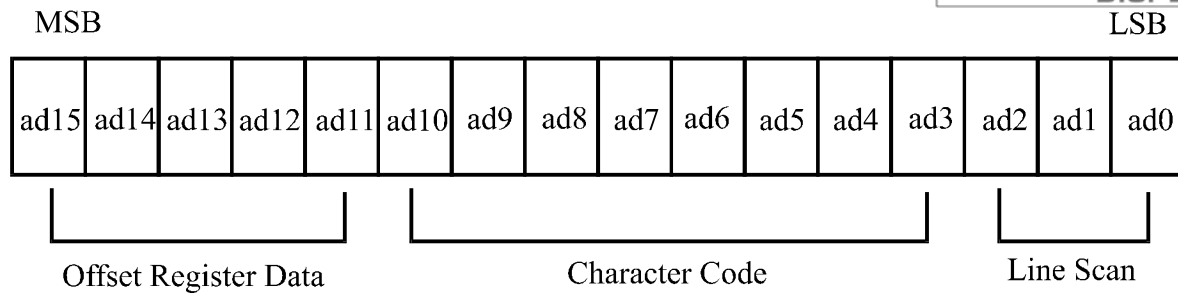 MSB LSB
ad15 ad14 ad13 ad12 ad11 ad10 ad9 ad8 ad7 ad6 ad5 ad4 ad3 ad2 ad1 ad0
Offset Register Data Character Code Line Scan